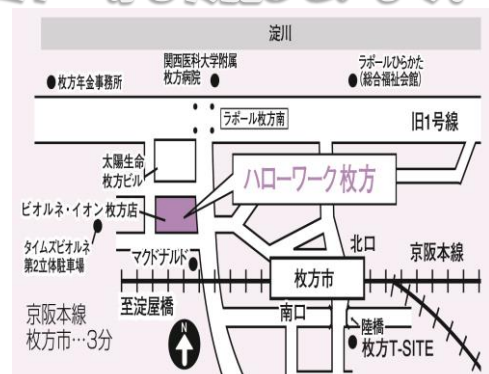 淀川
関西医科大学附属
枚方病院
ラポールひらかた
(総合福祉会館)
枚方年金事務所
ラポール枚方南
旧1号線
太陽生命
枚方ビル
ハローワーク枚方
ビオルネ・イオン枚方店
タイムズビオルネ
第2立体駐車場
マクドナルド
北口
京阪本線
枚方市
至淀屋橋
南口
京阪本線
枚方市…3分
N
陸橋
枚方T-SITE